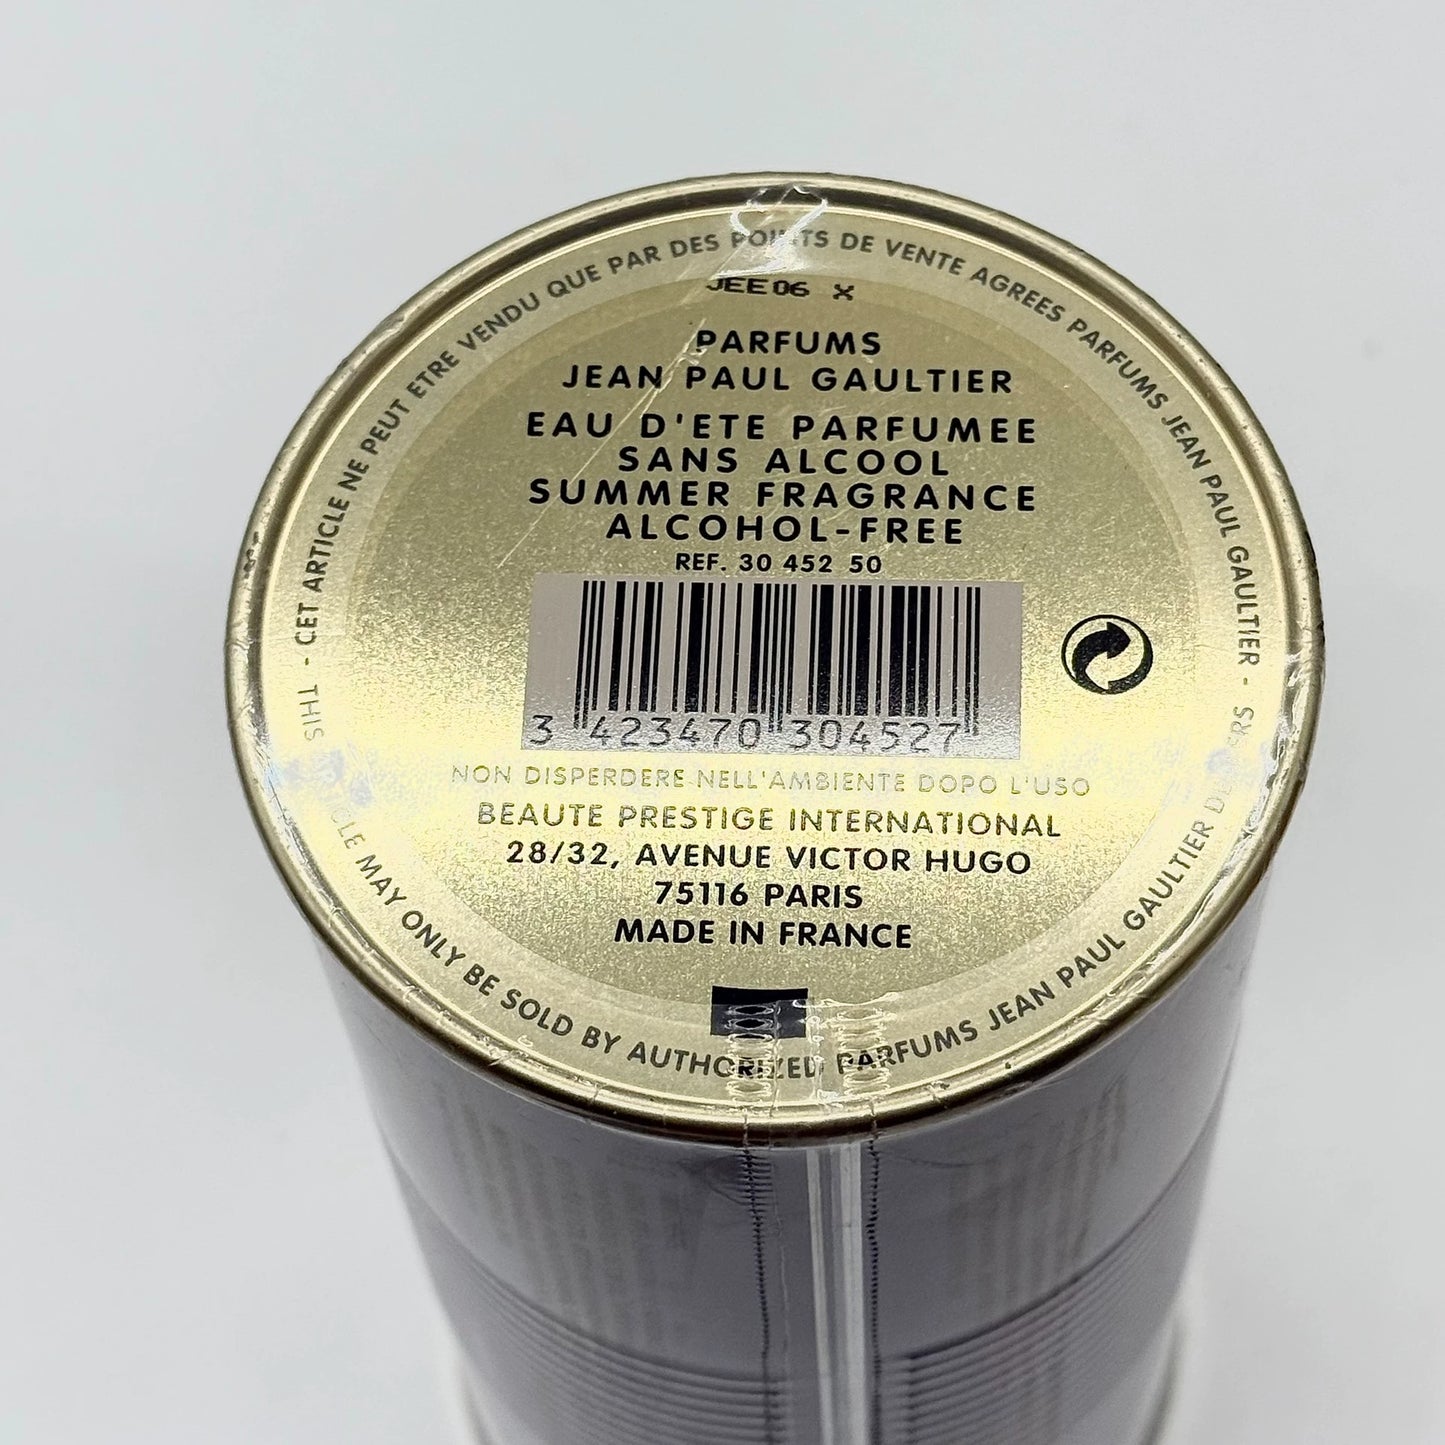 CET ARTICLE NE PEUT ETRE VENDU QUE PAR DES POINTS DE VENTE AGREES PARFUMS JEAN PAUL GAULTIER -
THIS ARTICLE MAY ONLY BE SOLD BY AUTHORIZED PARFUMS JEAN PAUL GAULTIER DEALERS -
JEE06 X
PARFUMS
JEAN PAUL GAULTIER
EAU D'ETE PARFUMEE
SANS ALCOOL
SUMMER FRAGRANCE
ALCOHOL-FREE
REF. 30 452 50
3 423470 304527
NON DISPERDERE NELL'AMBIENTE DOPO L'USO
BEAUTE PRESTIGE INTERNATIONAL
28/32, AVENUE VICTOR HUGO
75116 PARIS
MADE IN FRANCE